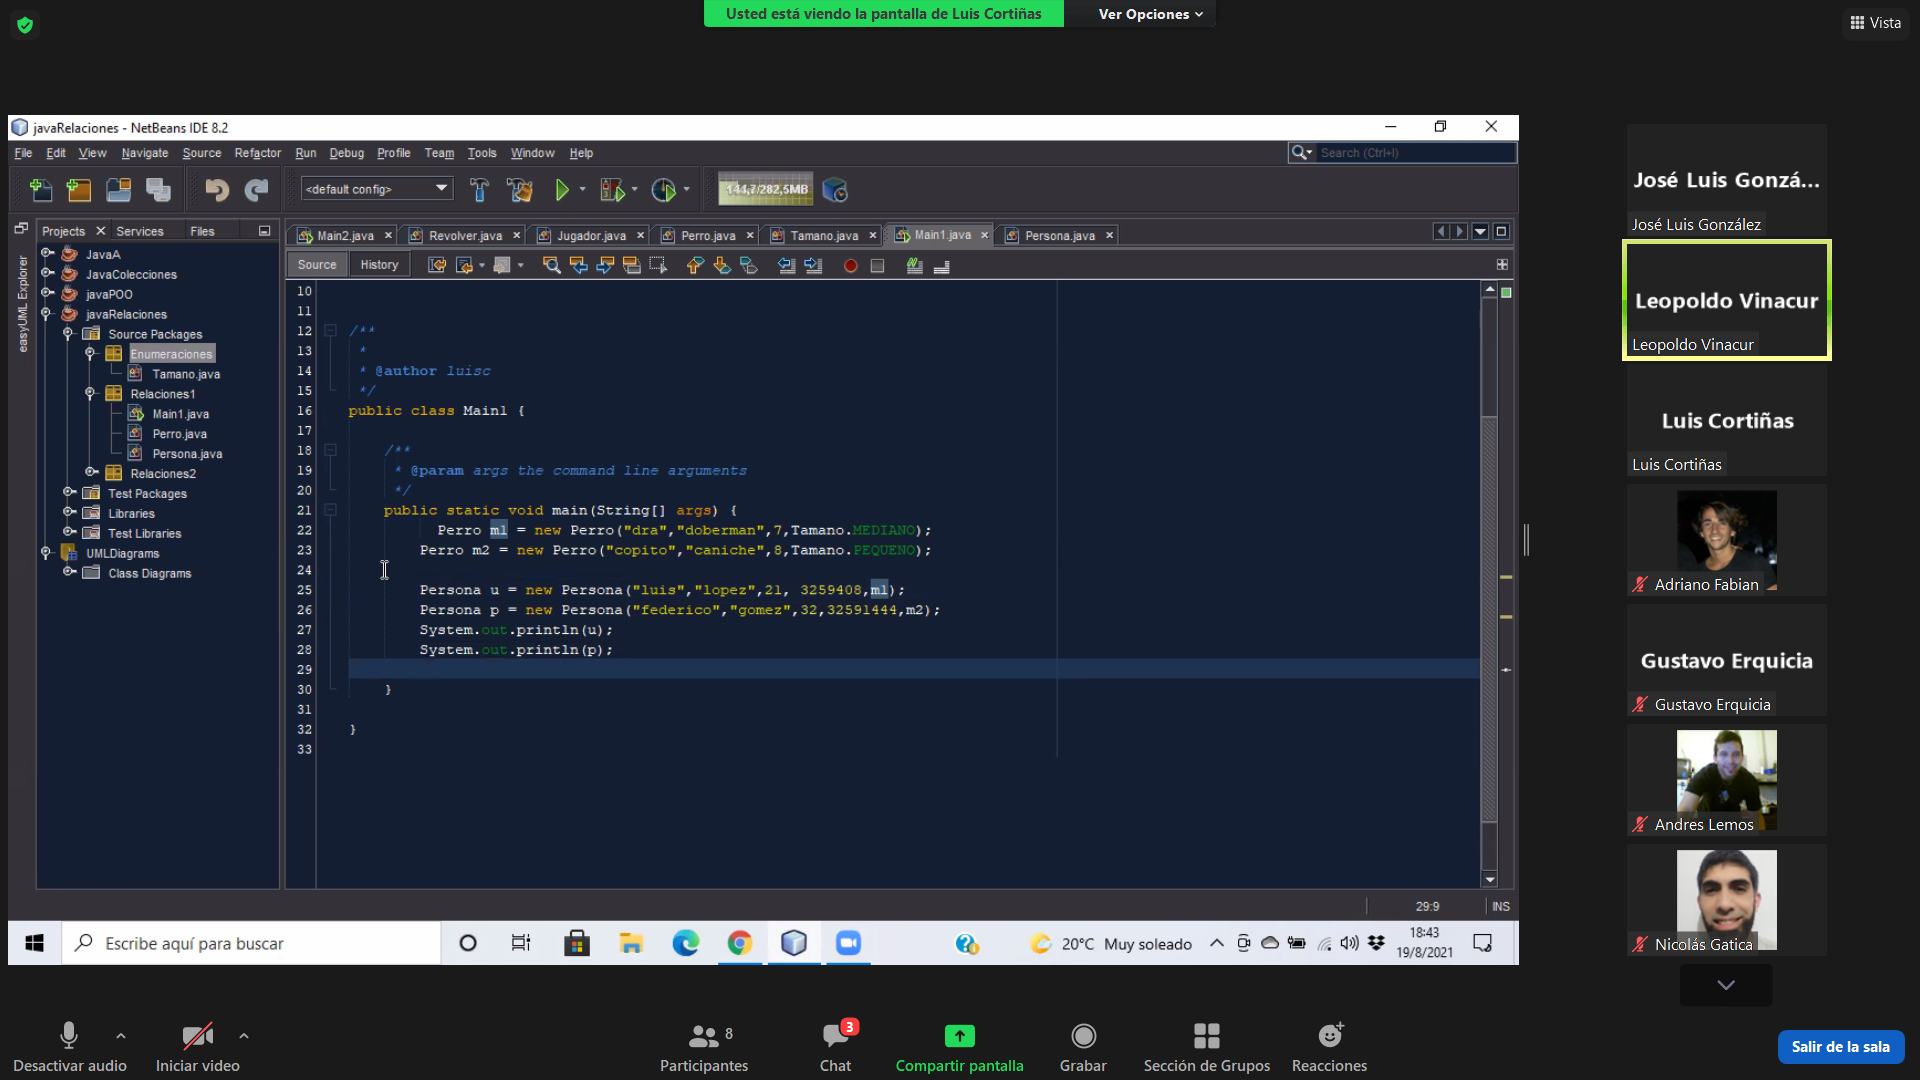 Usted está viendo la pantalla de Luis Cortiñas
Ver Opciones
Vista
javaRelaciones - NetBeans IDE 8.2
File Edit View Navigate Source Refactor Run Debug Profile Team Tools Window Help
Search (Ctrl+I)
<default config>
144,7/282,5MB
Projects
Services
Files
Main2.java
Revolver.java
Jugador.java
Perro.java
Tamano.java
Main1.java
Persona.java
Source
History
easyUML Explorer
JavaA
JavaColecciones
javaPOO
javaRelaciones
Source Packages
Enumeraciones
Tamano.java
Relaciones1
Main1.java
Perro.java
Persona.java
Relaciones2
Test Packages
Libraries
Test Libraries
UMLDiagrams
Class Diagrams
10
11
12 /**
13 *
14 * @author luisc
15 */
16 public class Main1 {
17
18 /**
19 * @param args the command line arguments
20 */
21 public static void main(String[] args) {
22 Perro m1 = new Perro("dra","doberman",7,Tamano.MEDIANO);
23 Perro m2 = new Perro("copito","caniche",8,Tamano.PEQUENO);
24
25 Persona u = new Persona("luis","lopez",21, 3259408,m1);
26 Persona p = new Persona("federico","gomez",32,32591444,m2);
27 System.out.println(u);
28 System.out.println(p);
29
30 }
31
32 }
33
29:9
INS
Escribe aquí para buscar
20°C Muy soleado
18:43
19/8/2021
José Luis Gonzá...
José Luis González
Leopoldo Vinacur
Leopoldo Vinacur
Luis Cortiñas
Luis Cortiñas
Adriano Fabian
Gustavo Erquicia
Gustavo Erquicia
Andres Lemos
Nicolás Gatica
Desactivar audio
Iniciar video
8
Participantes
3
Chat
Compartir pantalla
Grabar
Sección de Grupos
Reacciones
Salir de la sala